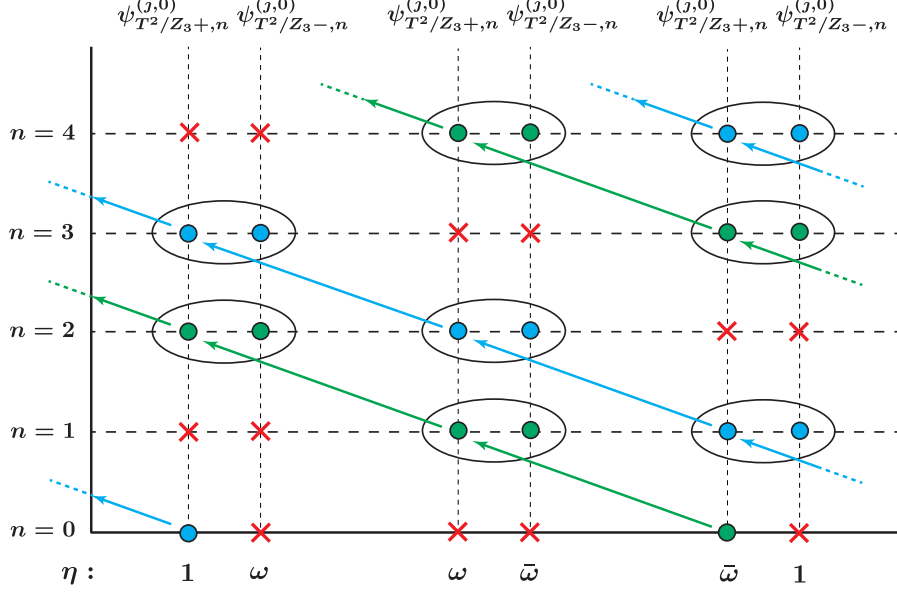 ψ^{(j,0)}_{T²/Z₃+,n} ψ^{(j,0)}_{T²/Z₃−,n} ψ^{(j,0)}_{T²/Z₃+,n} ψ^{(j,0)}_{T²/Z₃−,n} ψ^{(j,0)}_{T²/Z₃+,n} ψ^{(j,0)}_{T²/Z₃−,n}
n = 4
n = 3
n = 2
n = 1
n = 0
η : 1 ω ω ω̄ ω̄ 1